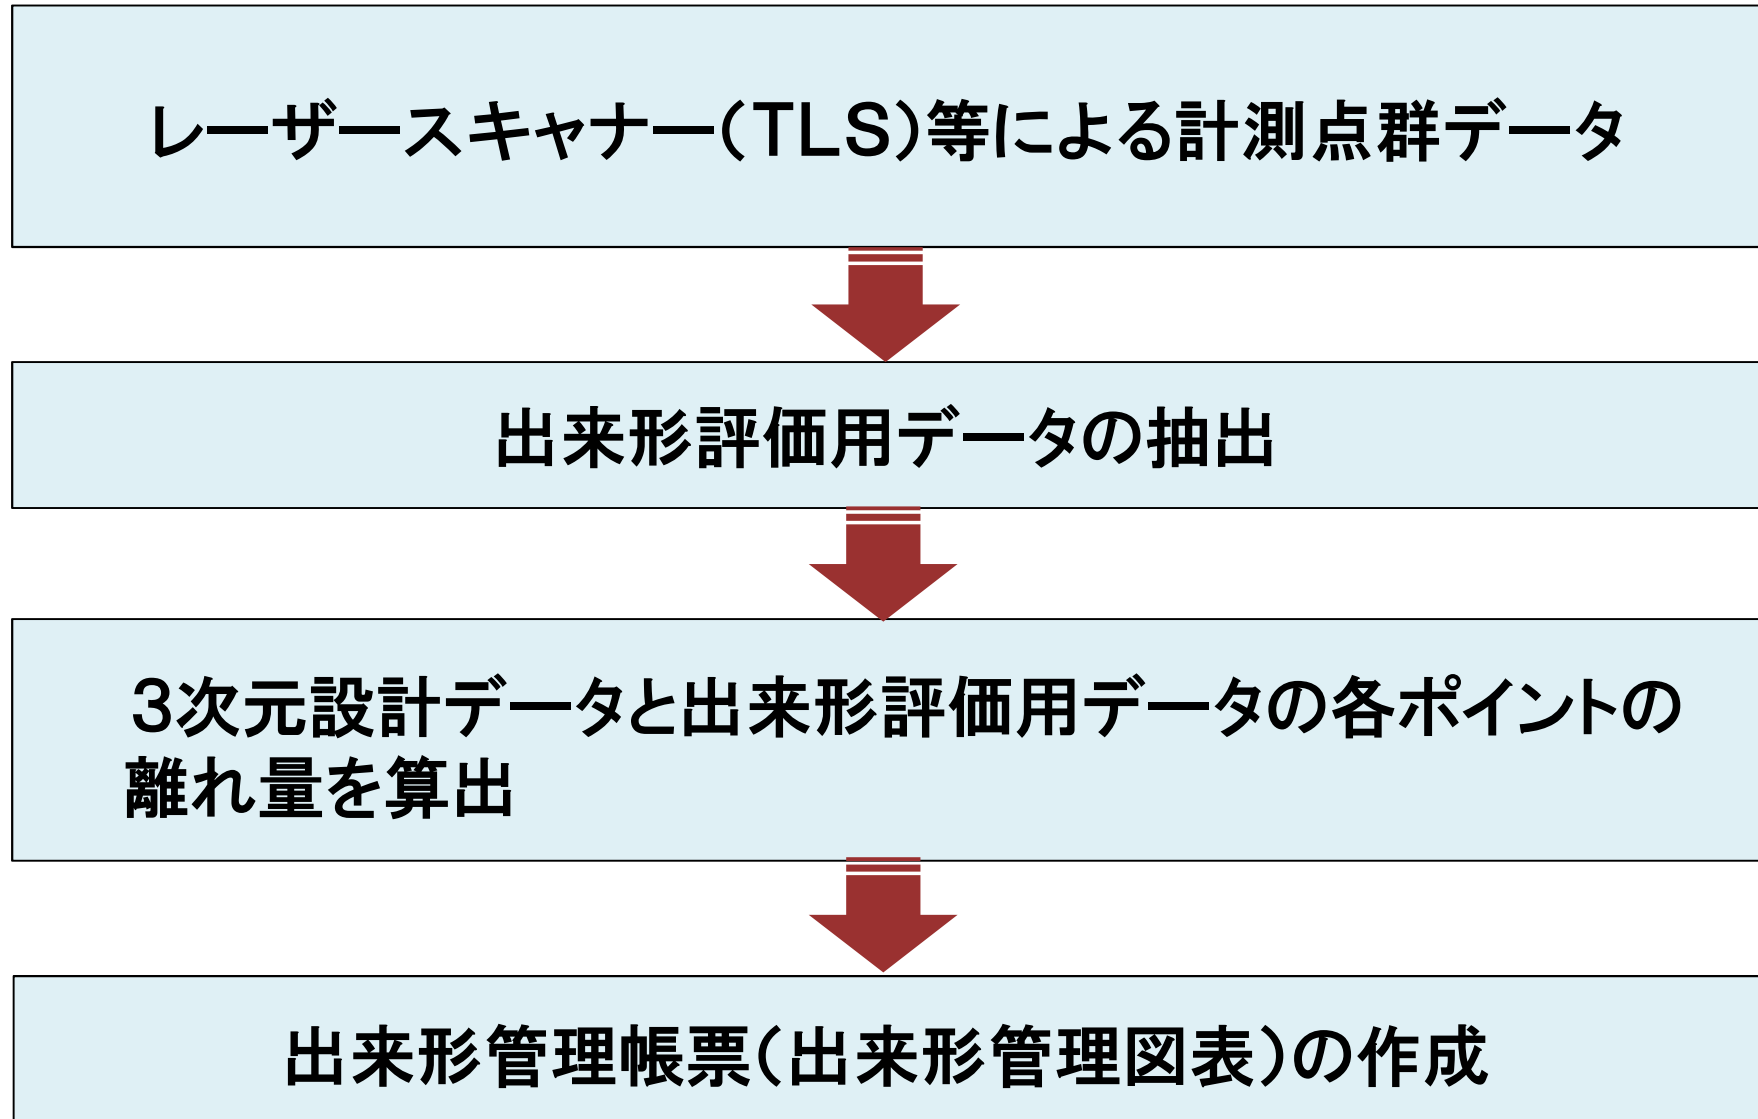 レーザースキャナー（ＴＬＳ）等による計測点群データ
出来形評価用データの抽出
３次元設計データと出来形評価用データの各ポイントの
離れ量を算出
出来形管理帳票（出来形管理図表）の作成